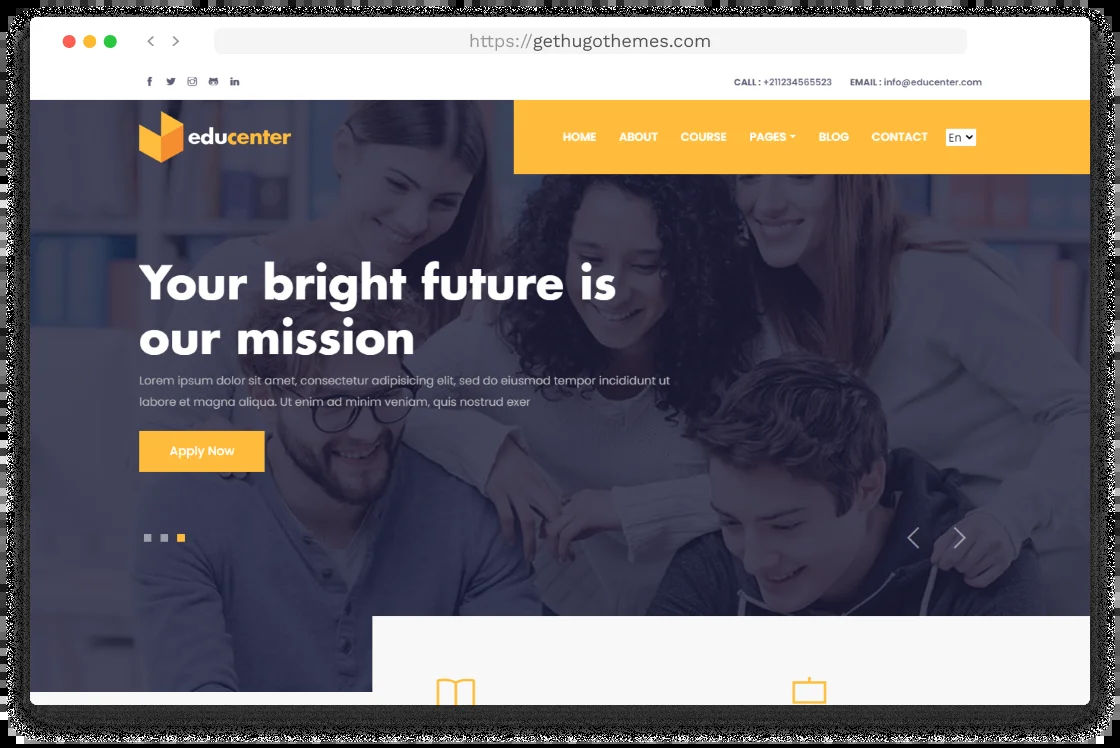 https://gethugothemes.com
CALL : +211234565523 EMAIL : info@educenter.com
educenter
HOME ABOUT COURSE PAGES BLOG CONTACT En
Your bright future is
our mission
Lorem ipsum dolor sit amet, consectetur adipisicing elit, sed do eiusmod tempor incididunt ut
labore et magna aliqua. Ut enim ad minim veniam, quis nostrud exer
Apply Now